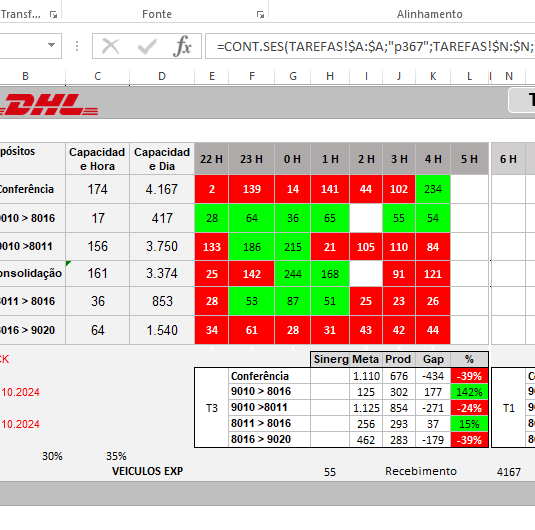 Transf...
Fonte
Alinhamento
fx
=CONT.SES(TAREFAS!$A:$A;"p367";TAREFAS!$N:$N;
B C D E F G H I J K L N
DHL
pósitos Capacidad e Hora Capacidad e Dia 22 H 23 H 0 H 1 H 2 H 3 H 4 H 5 H 6 H
Conferência 174 4.167 2 139 14 141 44 102 234
9010 > 8016 17 417 28 64 36 65 55 54
9010 >8011 156 3.750 133 186 215 21 105 110 84
onsolidação 161 3.374 25 142 244 168 91 121
8011 > 8016 36 853 28 53 87 51 25 23 26
8016 > 9020 64 1.540 34 61 28 31 43 42 44
CK Sinerg Meta Prod Gap %
Conferência 1.110 676 -434 -39%
10.2024 9010 > 8016 125 302 177 142%
T3 9010 >8011 1.125 854 -271 -24% T1
10.2024 8011 > 8016 256 293 37 15%
8016 > 9020 462 283 -179 -39%
30% 35%
VEICULOS EXP 55 Recebimento 4167